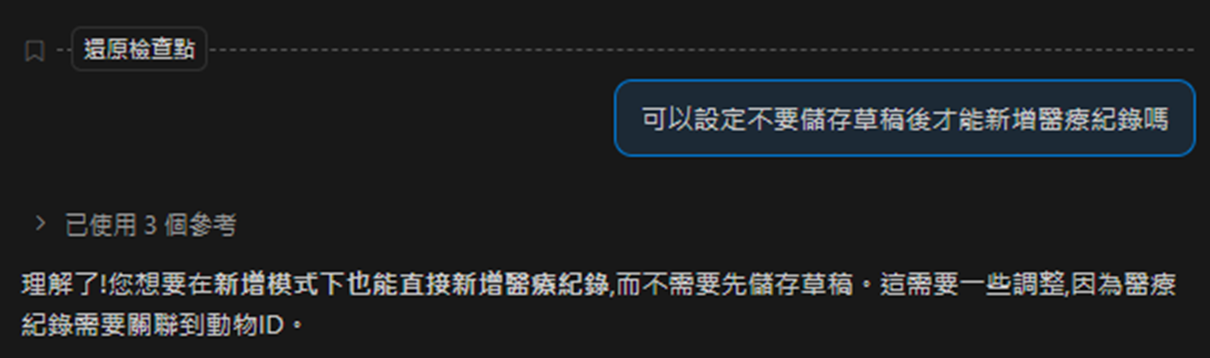 還原檢查點
可以設定不要儲存草稿後才能新增醫療紀錄嗎
已使用 3 個參考
理解了!您想要在新增模式下也能直接新增醫療紀錄,而不需要先儲存草稿。這需要一些調整,因為醫療
紀錄需要關聯到動物ID。